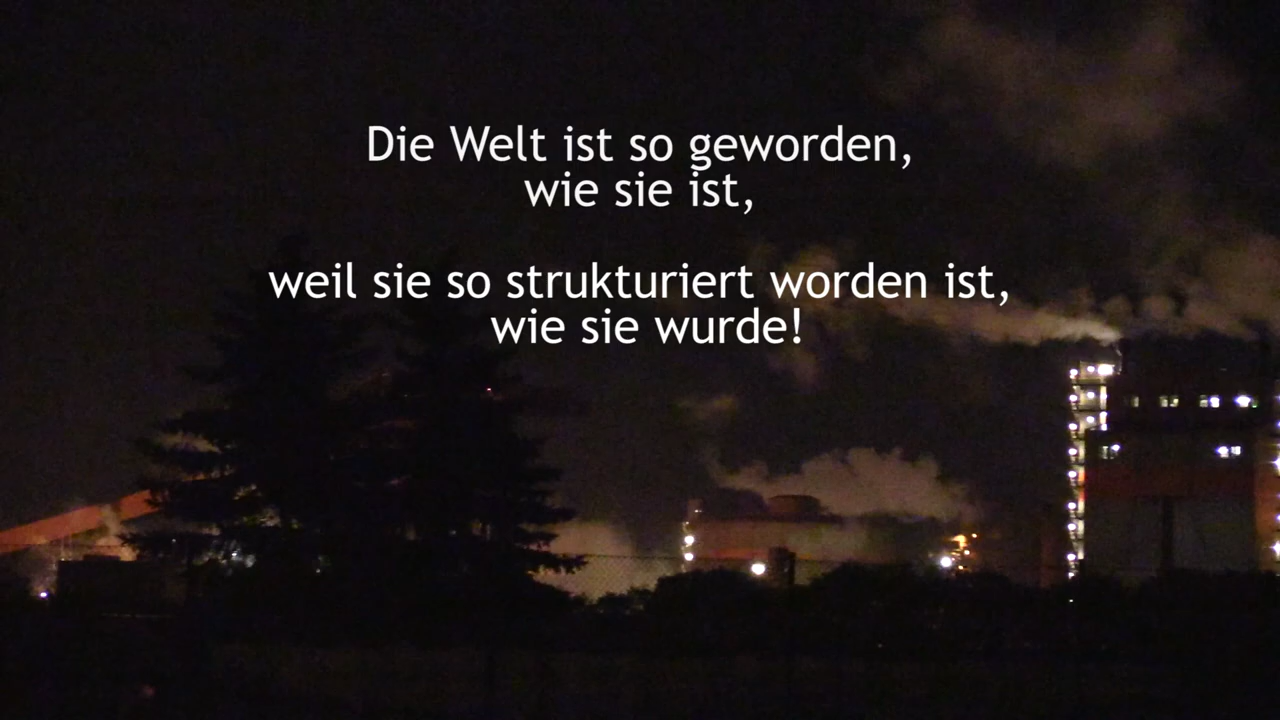 Die Welt ist so geworden,
wie sie ist,
weil sie so strukturiert worden ist,
wie sie wurde!